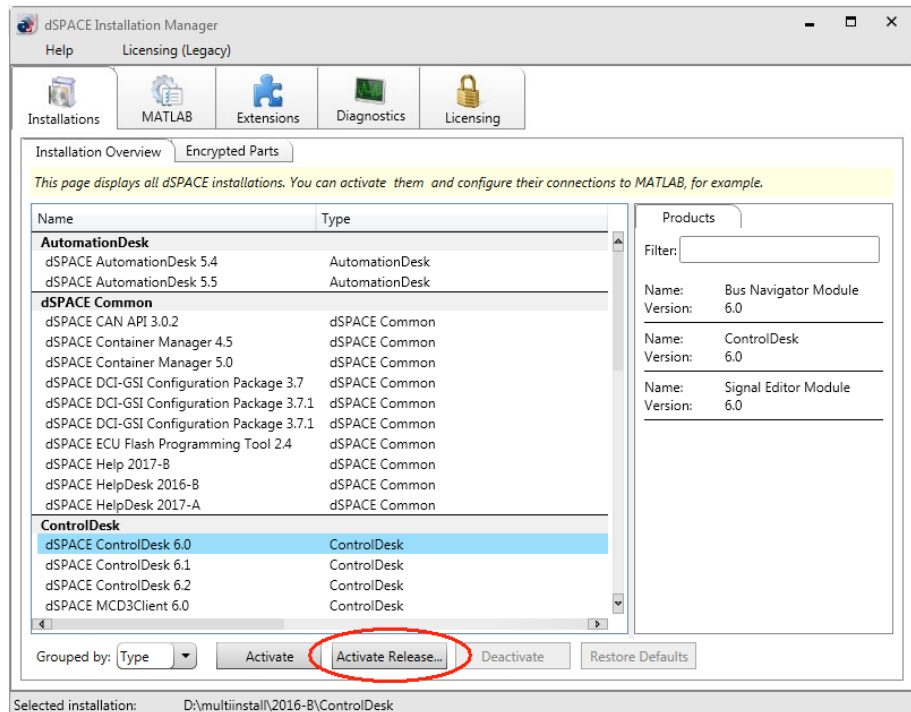 dSPACE Installation Manager
Help Licensing (Legacy)
Installations MATLAB Extensions Diagnostics Licensing
Installation Overview Encrypted Parts
This page displays all dSPACE installations. You can activate them and configure their connections to MATLAB, for example.
Name Type
AutomationDesk
dSPACE AutomationDesk 5.4 AutomationDesk
dSPACE AutomationDesk 5.5 AutomationDesk
dSPACE Common
dSPACE CAN API 3.0.2 dSPACE Common
dSPACE Container Manager 4.5 dSPACE Common
dSPACE Container Manager 5.0 dSPACE Common
dSPACE DCI-GSI Configuration Package 3.7 dSPACE Common
dSPACE DCI-GSI Configuration Package 3.7.1 dSPACE Common
dSPACE DCI-GSI Configuration Package 3.7.1 dSPACE Common
dSPACE ECU Flash Programming Tool 2.4 dSPACE Common
dSPACE Help 2017-B dSPACE Common
dSPACE HelpDesk 2016-B dSPACE Common
dSPACE HelpDesk 2017-A dSPACE Common
ControlDesk
dSPACE ControlDesk 6.0 ControlDesk
dSPACE ControlDesk 6.1 ControlDesk
dSPACE ControlDesk 6.2 ControlDesk
dSPACE MCD3Client 6.0 ControlDesk
Products
Filter:
Name: Bus Navigator Module
Version: 6.0
Name: ControlDesk
Version: 6.0
Name: Signal Editor Module
Version: 6.0
Grouped by: Type Activate Activate Release... Deactivate Restore Defaults
Selected installation: D:\multiinstall\2016-B\ControlDesk